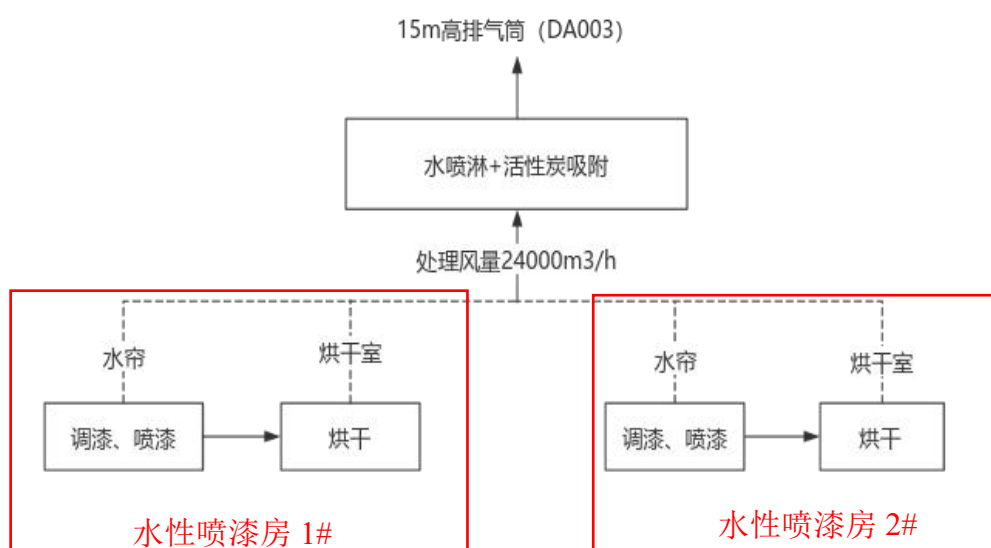 15m高排气筒（DA003）
水喷淋+活性炭吸附
处理风量24000m3/h
水帘
烘干室
水帘
烘干室
调漆、喷漆
烘干
调漆、喷漆
烘干
水性喷漆房 1#
水性喷漆房 2#